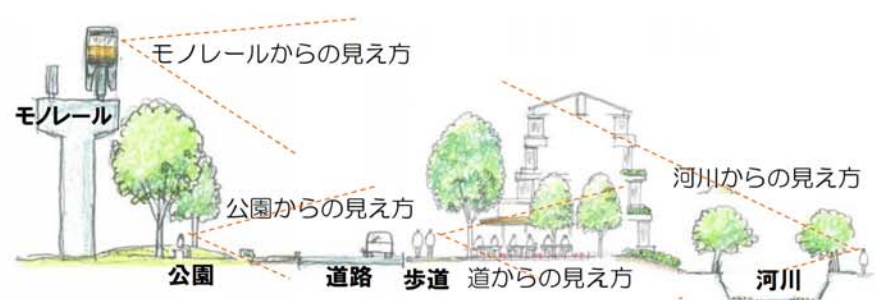 モノレールからの見え方
モノレール
公園からの見え方
河川からの見え方
公園
道路
歩道
道からの見え方
河川